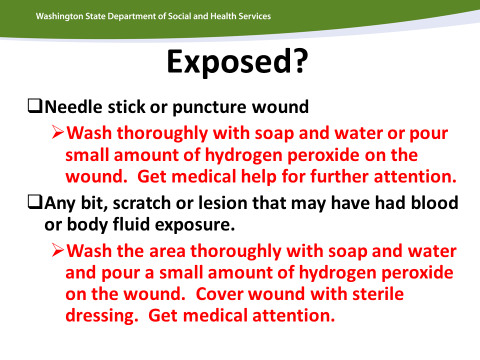 Washington State Department of Social and Health Services
Exposed?
❑Needle stick or puncture wound
➢Wash thoroughly with soap and water or pour
small amount of hydrogen peroxide on the
wound.  Get medical help for further attention.
❑Any bit, scratch or lesion that may have had blood
or body fluid exposure.
➢Wash the area thoroughly with soap and water
and pour a small amount of hydrogen peroxide
on the wound.  Cover wound with sterile
dressing.  Get medical attention.